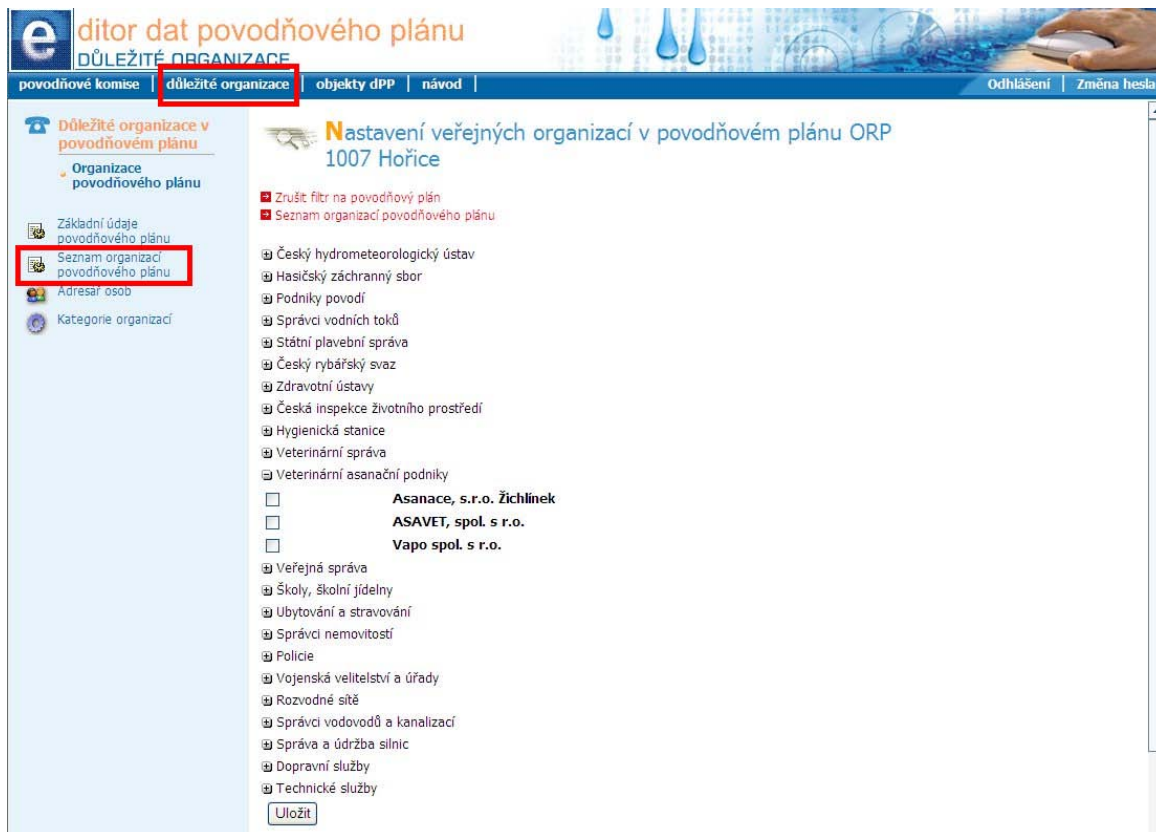 e
ditor dat povodňového plánu
DŮLEŽITÉ ORGANIZACE
povodňové komise | důležité organizace | objekty dPP | návod |
Odhlášení | Změna hesla
Důležité organizace v
povodňovém plánu
Organizace
povodňového plánu
Základní údaje
povodňového plánu
Seznam organizací
povodňového plánu
Adresář osob
Kategorie organizací
Nastavení veřejných organizací v povodňovém plánu ORP
1007 Hořice
Zrušit filtr na povodňový plán
Seznam organizací povodňového plánu
Český hydrometeorologický ústav
Hasičský záchranný sbor
Podniky povodí
Správci vodních toků
Státní plavební správa
Český rybářský svaz
Zdravotní ústavy
Česká inspekce životního prostředí
Hygienická stanice
Veterinární správa
Veterinární asanační podniky
Asanace, s.r.o. Žichlínek
ASAVET, spol. s r.o.
Vapo spol. s r.o.
Veřejná správa
Školy, školní jídelny
Ubytování a stravování
Správci nemovitostí
Policie
Vojenská velitelství a úřady
Rozvodné sítě
Správci vodovodů a kanalizací
Správa a údržba silnic
Dopravní služby
Technické služby
Uložit